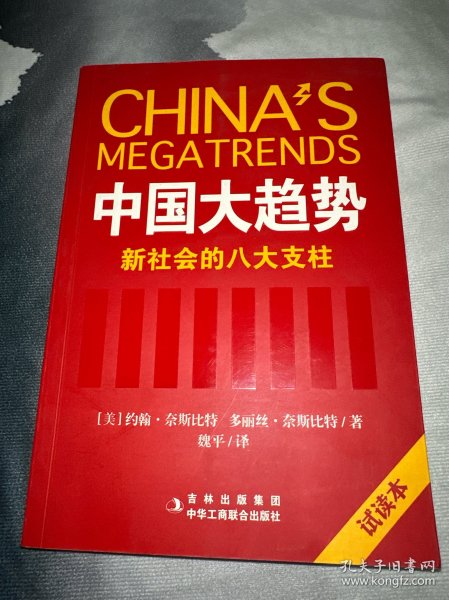 CHINA'S
MEGATRENDS
中国大趋势
新社会的八大支柱
[美]约翰·奈斯比特 多丽丝·奈斯比特/著
魏平/译
吉林出版集团
中华工商联合出版社
试读本
孔夫子旧书网
www.kongfz.com